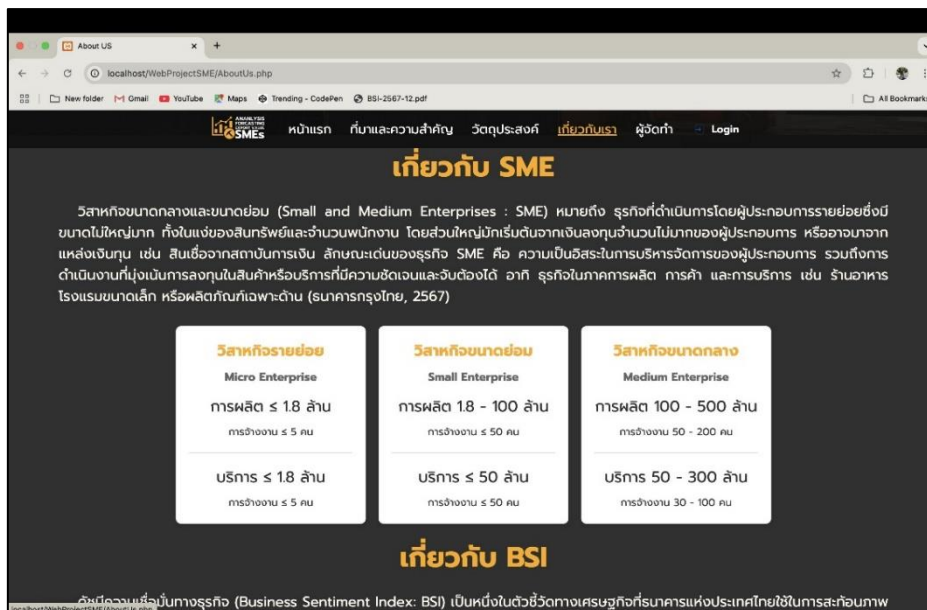 About US
localhost/WebProjectSME/AboutUs.php
New folder Gmail YouTube Maps Trending - CodePen BSI-2567-12.pdf All Bookmarks
SMEs หน้าแรก ที่มาและความสำคัญ วัตถุประสงค์ เกี่ยวกับเรา ผู้จัดทำ Login
เกี่ยวกับ SME
วิสาหกิจขนาดกลางและขนาดย่อม (Small and Medium Enterprises : SME) หมายถึง ธุรกิจที่ดำเนินการโดยผู้ประกอบการรายย่อยซึ่งมี
ขนาดไม่ใหญ่มาก ทั้งในแง่ของสินทรัพย์และจำนวนพนักงาน โดยส่วนใหญ่มักเริ่มต้นจากเงินลงทุนจำนวนไม่มากของผู้ประกอบการ หรืออาจมาจาก
แหล่งเงินทุน เช่น สินเชื่อจากสถาบันการเงิน ลักษณะเด่นของธุรกิจ SME คือ ความเป็นอิสระในการบริหารจัดการของผู้ประกอบการ รวมถึงการ
ดำเนินงานที่มุ่งเน้นการลงทุนในสินค้าหรือบริการที่มีความชัดเจนและจับต้องได้ อาทิ ธุรกิจในภาคการผลิต การค้า และการบริการ เช่น ร้านอาหาร
โรงแรมขนาดเล็ก หรือผลิตภัณฑ์เฉพาะด้าน (ธนาคารกรุงไทย, 2567)
วิสาหกิจรายย่อย
Micro Enterprise
การผลิต ≤ 1.8 ล้าน
การจ้างงาน ≤ 5 คน
บริการ ≤ 1.8 ล้าน
การจ้างงาน ≤ 5 คน
วิสาหกิจขนาดย่อม
Small Enterprise
การผลิต 1.8 - 100 ล้าน
การจ้างงาน ≤ 50 คน
บริการ ≤ 50 ล้าน
การจ้างงาน ≤ 50 คน
วิสาหกิจขนาดกลาง
Medium Enterprise
การผลิต 100 - 500 ล้าน
การจ้างงาน 50 - 200 คน
บริการ 50 - 300 ล้าน
การจ้างงาน 30 - 100 คน
เกี่ยวกับ BSI
ดัชนีความเชื่อมั่นทางธุรกิจ (Business Sentiment Index: BSI) เป็นหนึ่งในตัวชี้วัดทางเศรษฐกิจที่ธนาคารแห่งประเทศไทยใช้ในการสะท้อนภาพ
localhost/WebProjectSME/AboutUs.php